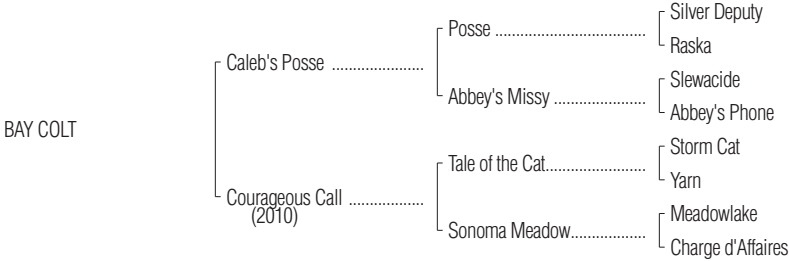 Silver Deputy
Posse ....................................
Raska
Caleb's Posse ......................
Slewacide
Abbey's Missy ......................
Abbey's Phone
BAY COLT
Storm Cat
Tale of the Cat........................
Yarn
Courageous Call ..................
(2010)
Meadowlake
Sonoma Meadow..................
Charge d'Affaires